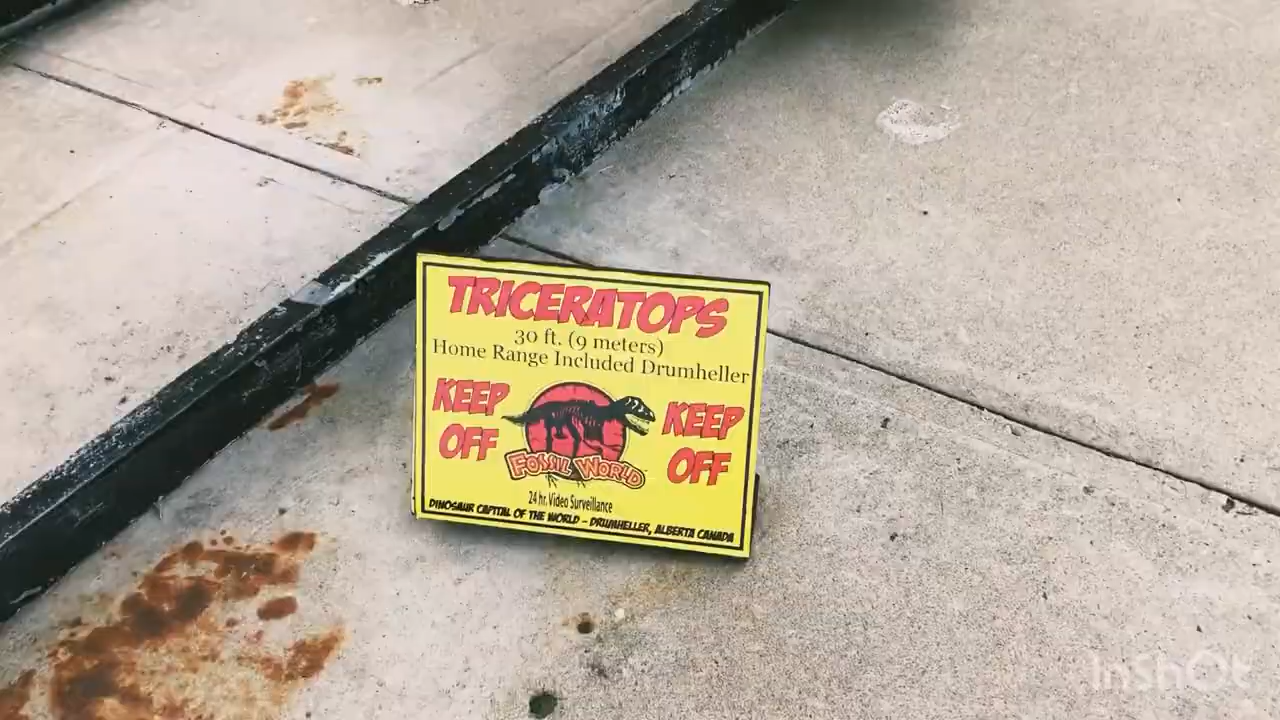 TRICERATOPS
30 ft. (9 meters)
Home Range Included Drumheller
KEEP OFF
KEEP OFF
FOSSIL WORLD
24 hr. Video Surveillance
DINOSAUR CAPITAL OF THE WORLD - DRUMHELLER, ALBERTA CANADA
InShOt